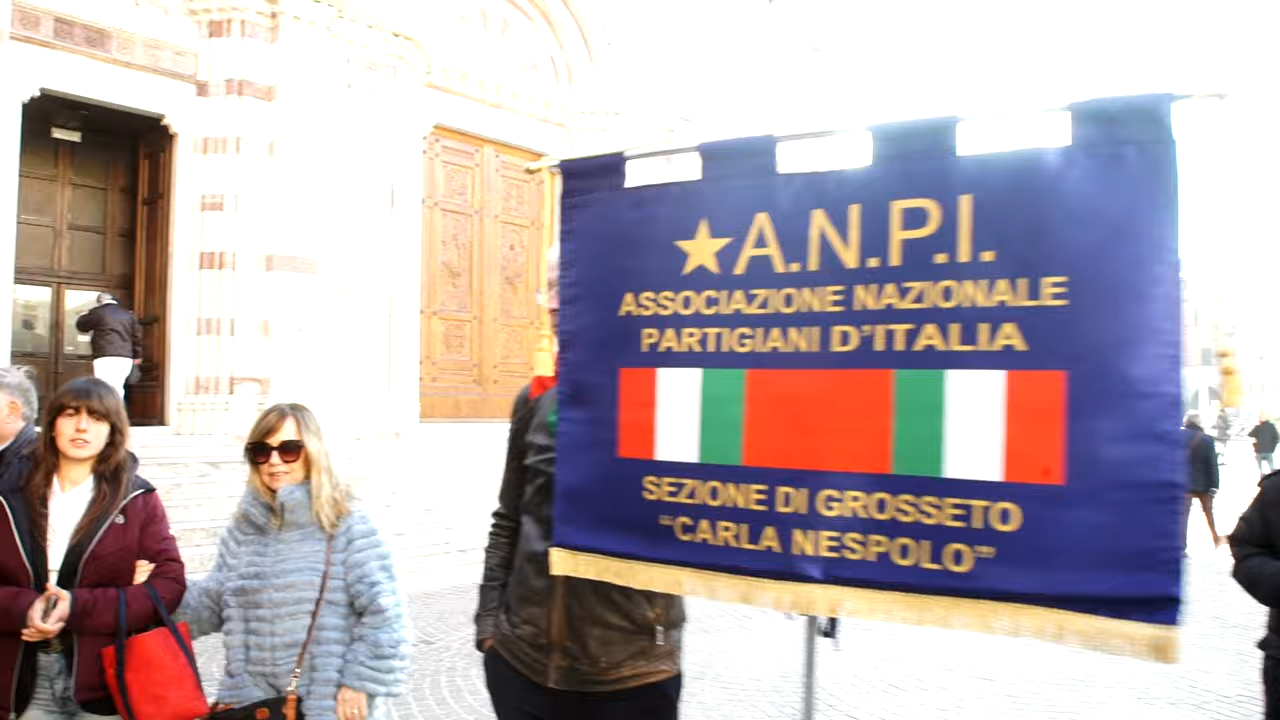 ★A.N.P.I.
ASSOCIAZIONE NAZIONALE
PARTIGIANI D'ITALIA
SEZIONE DI GROSSETO
"CARLA NESPOLO"